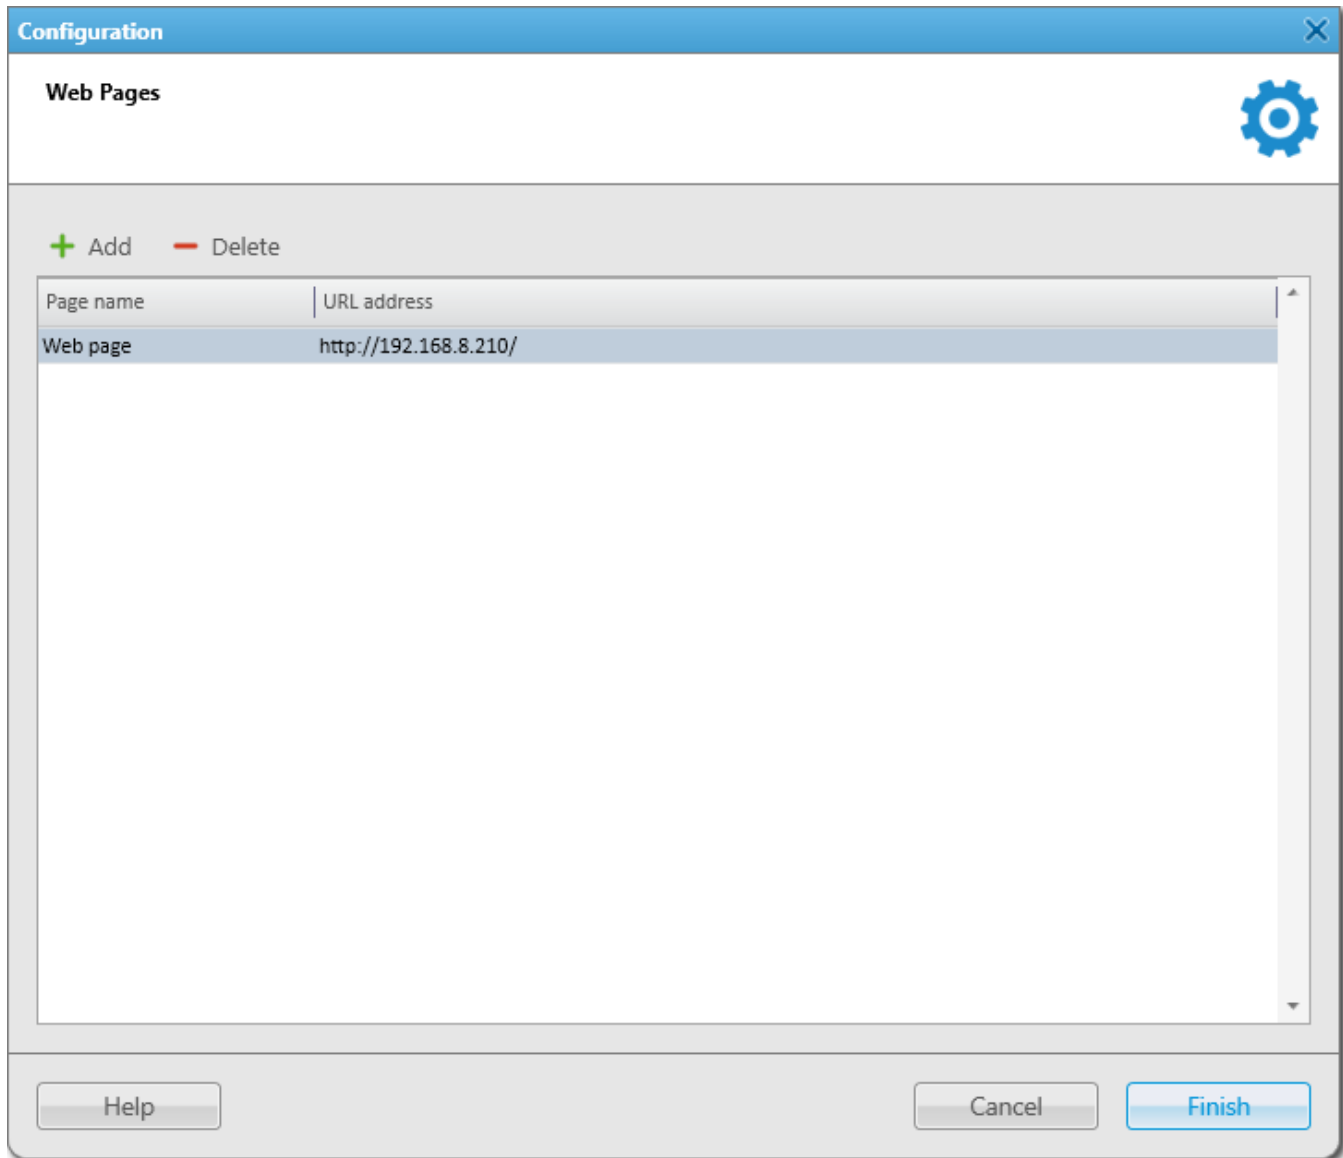 Configuration
Web Pages
Add Delete
Page name URL address
Web page http://192.168.8.210/
Help Cancel Finish